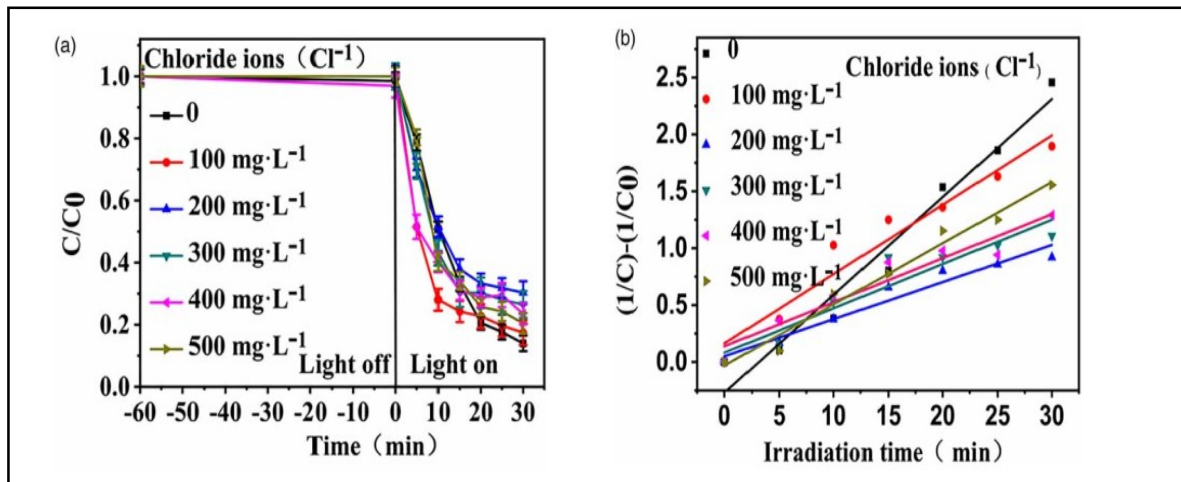 (a)
Chloride ions (Cl⁻¹)
1.0
0.8
0.6
0.4
0.2
0.0
C/C0
0
100 mg·L⁻¹
200 mg·L⁻¹
300 mg·L⁻¹
400 mg·L⁻¹
500 mg·L⁻¹
Light off
Light on
-60 -50 -40 -30 -20 -10 0 10 20 30
Time (min)
(b)
Chloride ions (Cl⁻¹)
2.5
2.0
1.5
1.0
0.5
0.0
(1/C)-(1/C0)
0
100 mg·L⁻¹
200 mg·L⁻¹
300 mg·L⁻¹
400 mg·L⁻¹
500 mg·L⁻¹
0 5 10 15 20 25 30
Irradiation time ( min)